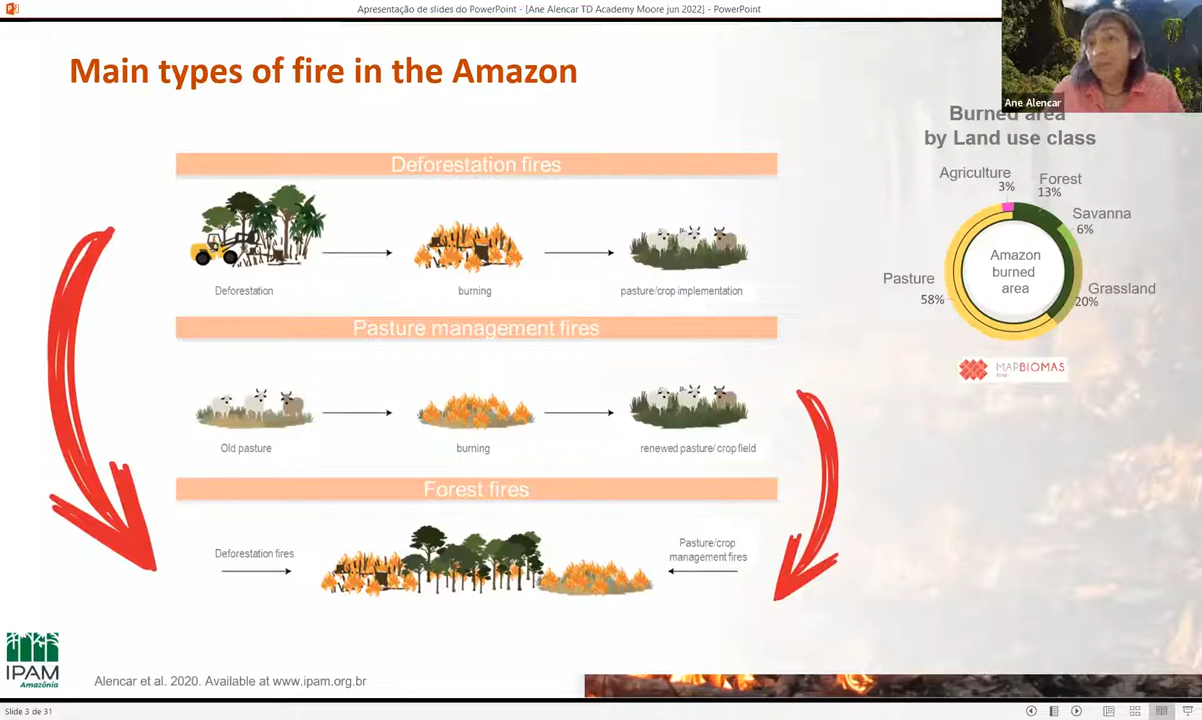 Apresentação de slides do PowerPoint - [Ane Alencar TD Academy Moore jun 2022] - PowerPoint
Main types of fire in the Amazon
Ane Alencar
Burned area
by Land use class
Deforestation fires
Deforestation
burning
pasture/crop implementation
Pasture management fires
Old pasture
burning
renewed pasture/ crop field
Forest fires
Deforestation fires
Pasture/crop
management fires
Agriculture
3%
Forest
13%
Savanna
6%
Grassland
20%
Pasture
58%
Amazon
burned
area
MAPBIOMAS
IPAM
Amazônia
Alencar et al. 2020. Available at www.ipam.org.br
Slide 3 de 31